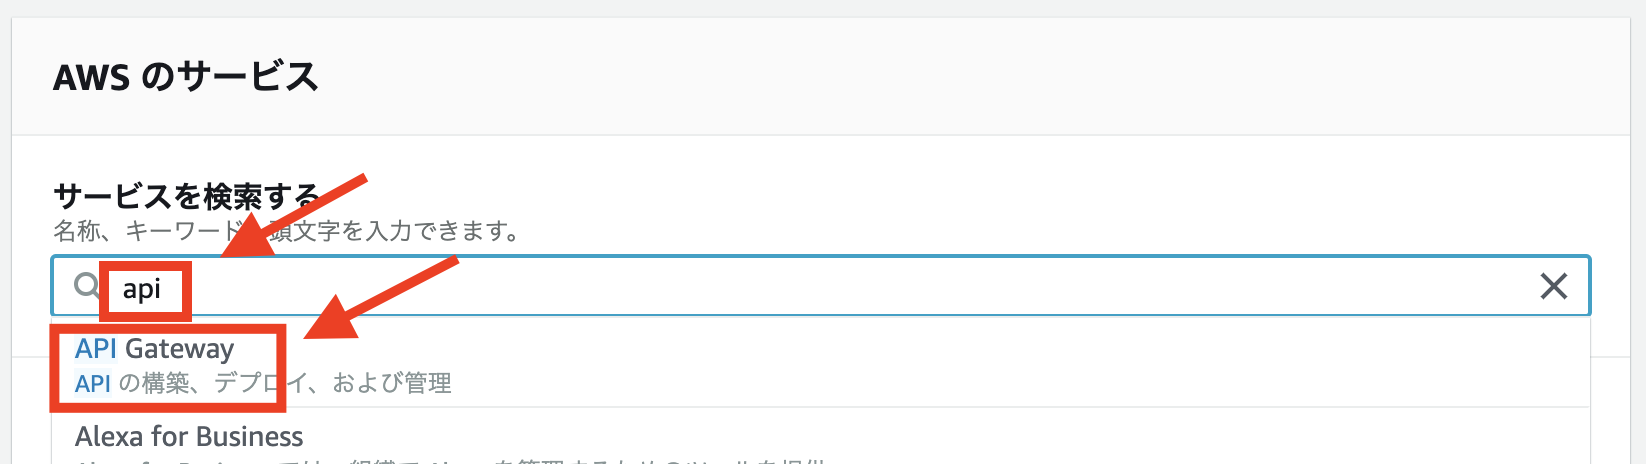 AWS のサービス
サービスを検索する
名称、キーワード 頭文字を入力できます。
api
API Gateway
API の構築、デプロイ、および管理
Alexa for Business